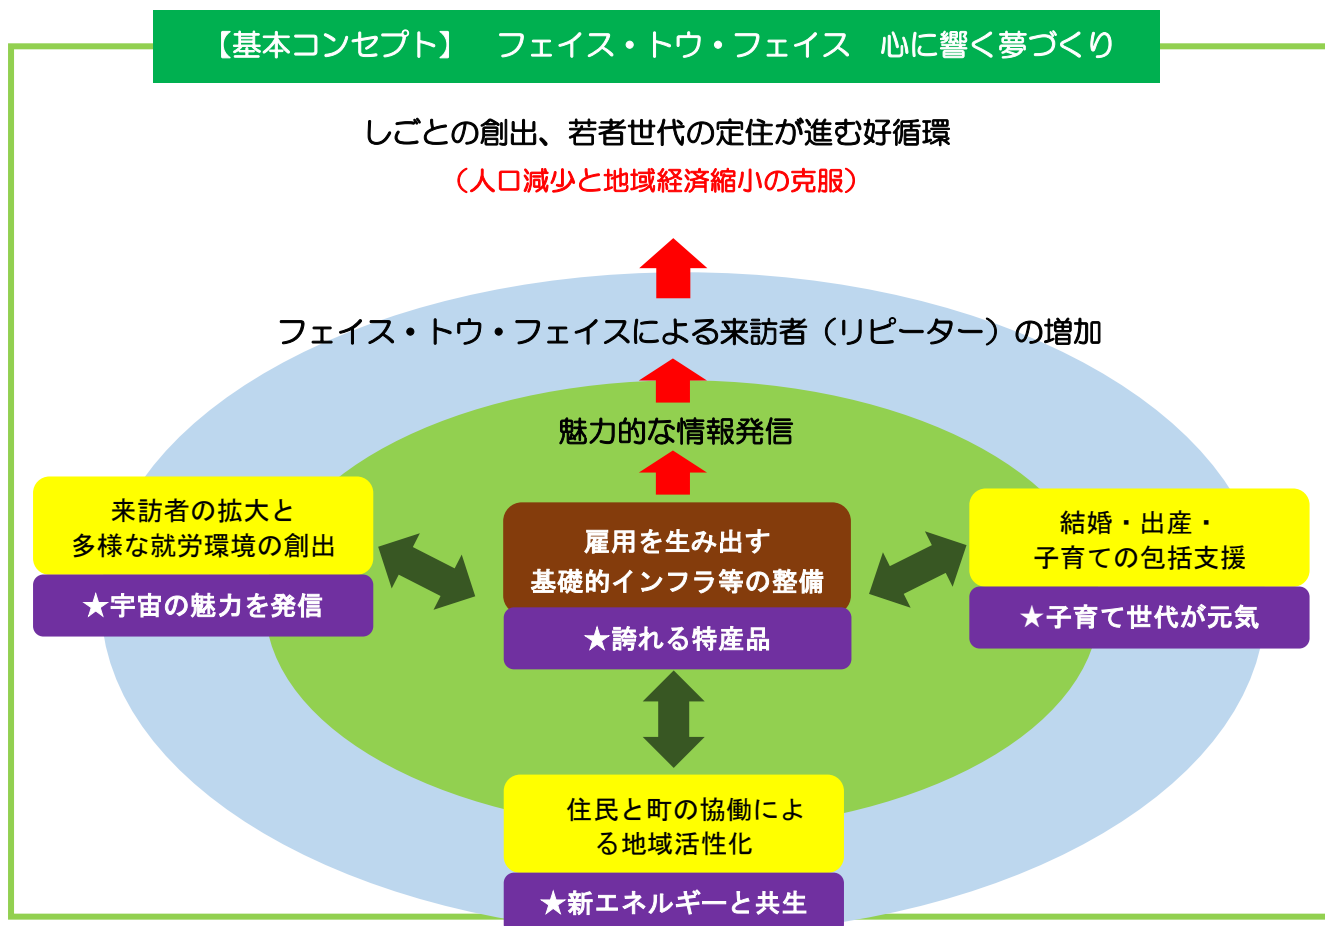 【基本コンセプト】　フェイス・トウ・フェイス　心に響く夢づくり
しごとの創出、若者世代の定住が進む好循環
（人口減少と地域経済縮小の克服）
フェイス・トウ・フェイスによる来訪者（リピーター）の増加
魅力的な情報発信
来訪者の拡大と
多様な就労環境の創出
★宇宙の魅力を発信
雇用を生み出す
基礎的インフラ等の整備
★誇れる特産品
結婚・出産・
子育ての包括支援
★子育て世代が元気
住民と町の協働によ
る地域活性化
★新エネルギーと共生